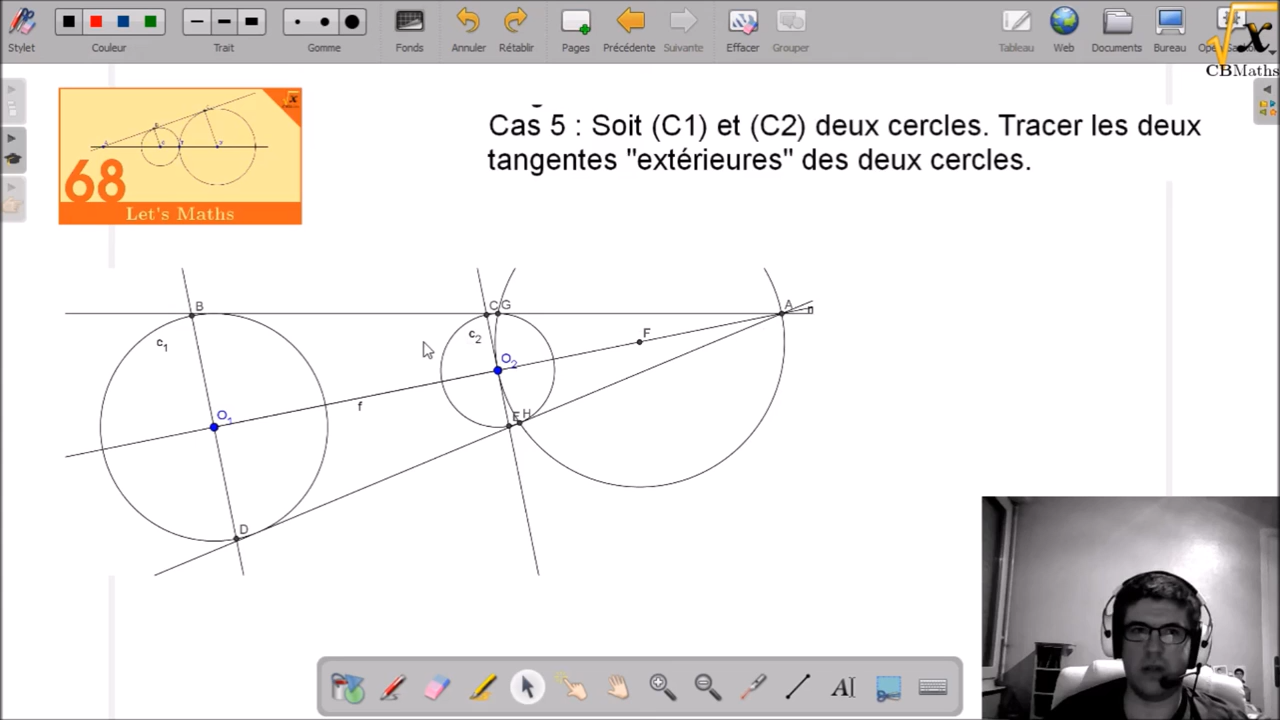 Stylet
Couleur
Trait
Gomme
Fonds
Annuler
Rétablir
Pages
Précédente
Suivante
Effacer
Grouper
Tableau
Web
Documents
Bureau
CBMaths
68
Let's Maths
Cas 5 : Soit (C1) et (C2) deux cercles. Tracer les deux
tangentes "extérieures" des deux cercles.
B
C
G
A
c1
c2
F
O2
f
O1
E
H
D
AI